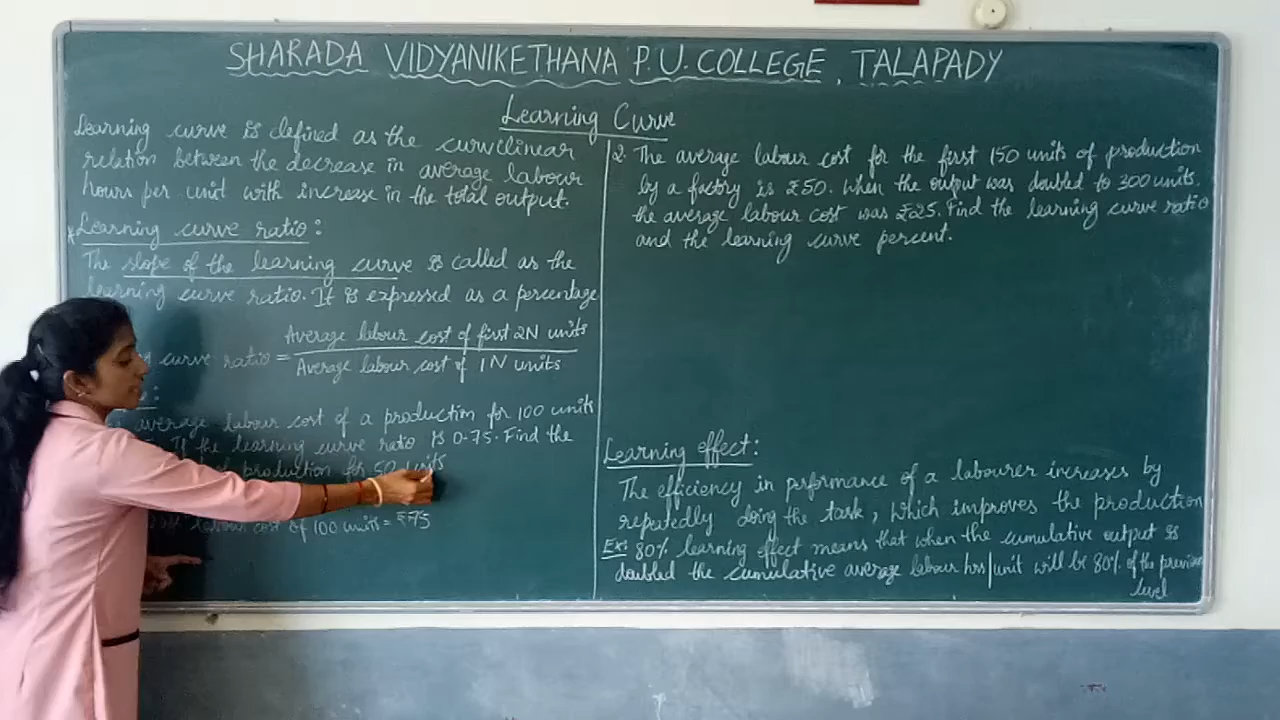 SHARADA VIDYANIKETHANA P.U.COLLEGE, TALAPADY
Learning Curve
Learning curve is defined as the curvelinear
relation between the decrease in average labour
hours per unit with increase in the total output.
*Learning curve ratio:
The slope of the learning curve is called as the
learning curve ratio. It is expressed as a percentage
curve ratio = Average labour cost of first 2N units
Average labour cost of 1N units
average labour cost of a production for 100 units
If the learning curve ratio is 0.75. Find the
production for 50 units
labour cost of 100 units = ₹75
2. The average labour cost for the first 150 units of production
by a factory is ₹50. When the output was doubled to 300 units.
the average labour cost was ₹25. Find the learning curve ratio
and the learning curve percent.
Learning effect:
The efficiency in prformance of a labourer increases by
repeatedly doing the task, which improves the production
Ex: 80% learning effect means that when the cumulative output is
doubled the cumulative average labour hrs/unit will be 80% of the previous
level